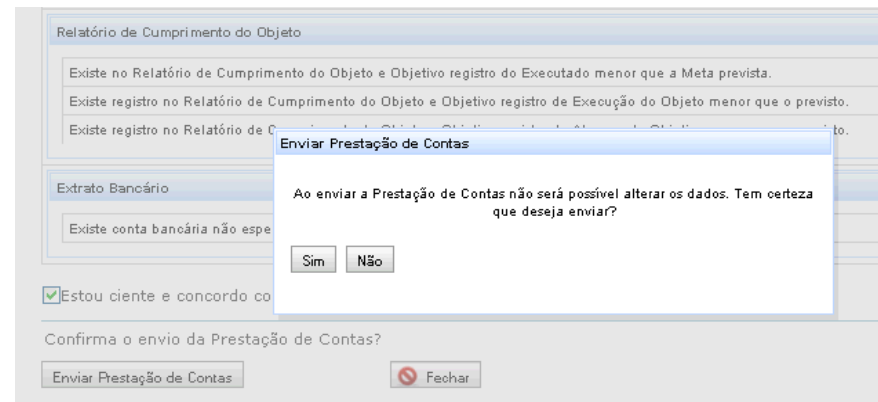 Relatório de Cumprimento do Objeto
Existe no Relatório de Cumprimento do Objeto e Objetivo registro do Executado menor que a Meta prevista.
Existe registro no Relatório de Cumprimento do Objeto e Objetivo registro de Execução do Objeto menor que o previsto.
Existe registro no Relatório de
Enviar Prestação de Contas
Extrato Bancário
Ao enviar a Prestação de Contas não será possível alterar os dados. Tem certeza
que deseja enviar?
Existe conta bancária não espe
Sim Não
Estou ciente e concordo co
Confirma o envio da Prestação de Contas?
Enviar Prestação de Contas Fechar